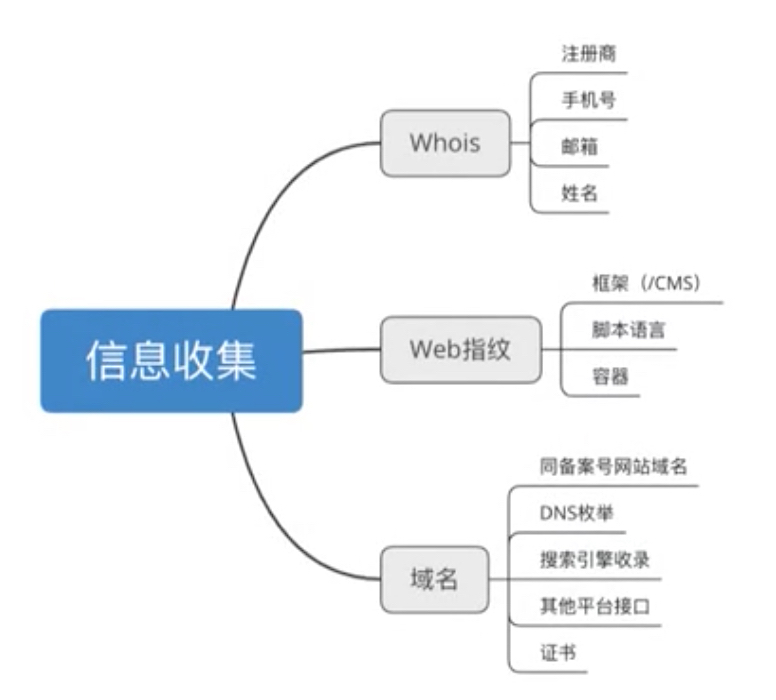 信息收集
Whois
注册商
手机号
邮箱
姓名
Web指纹
框架（/CMS）
脚本语言
容器
域名
同备案号网站域名
DNS枚举
搜索引擎收录
其他平台接口
证书